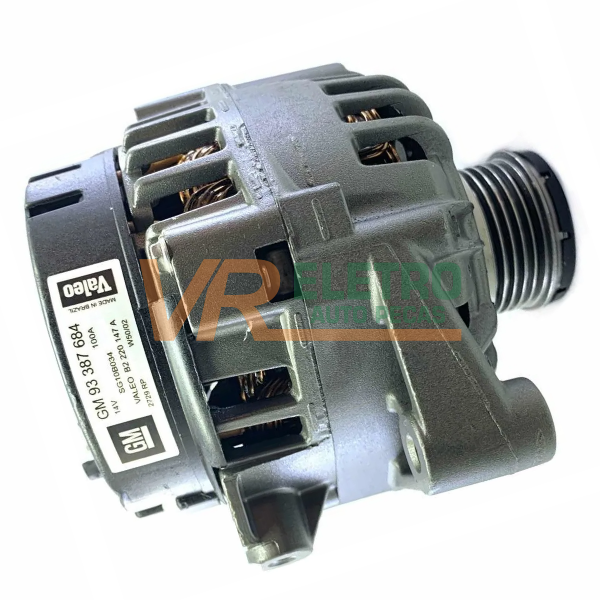 Valeo
MADE IN BRAZIL
GM 93 387 684
100A
14V SG10B034
VALEO B2 220 147 A
2729 RP W5002
GM
VR ELETRO
AUTO PEÇAS